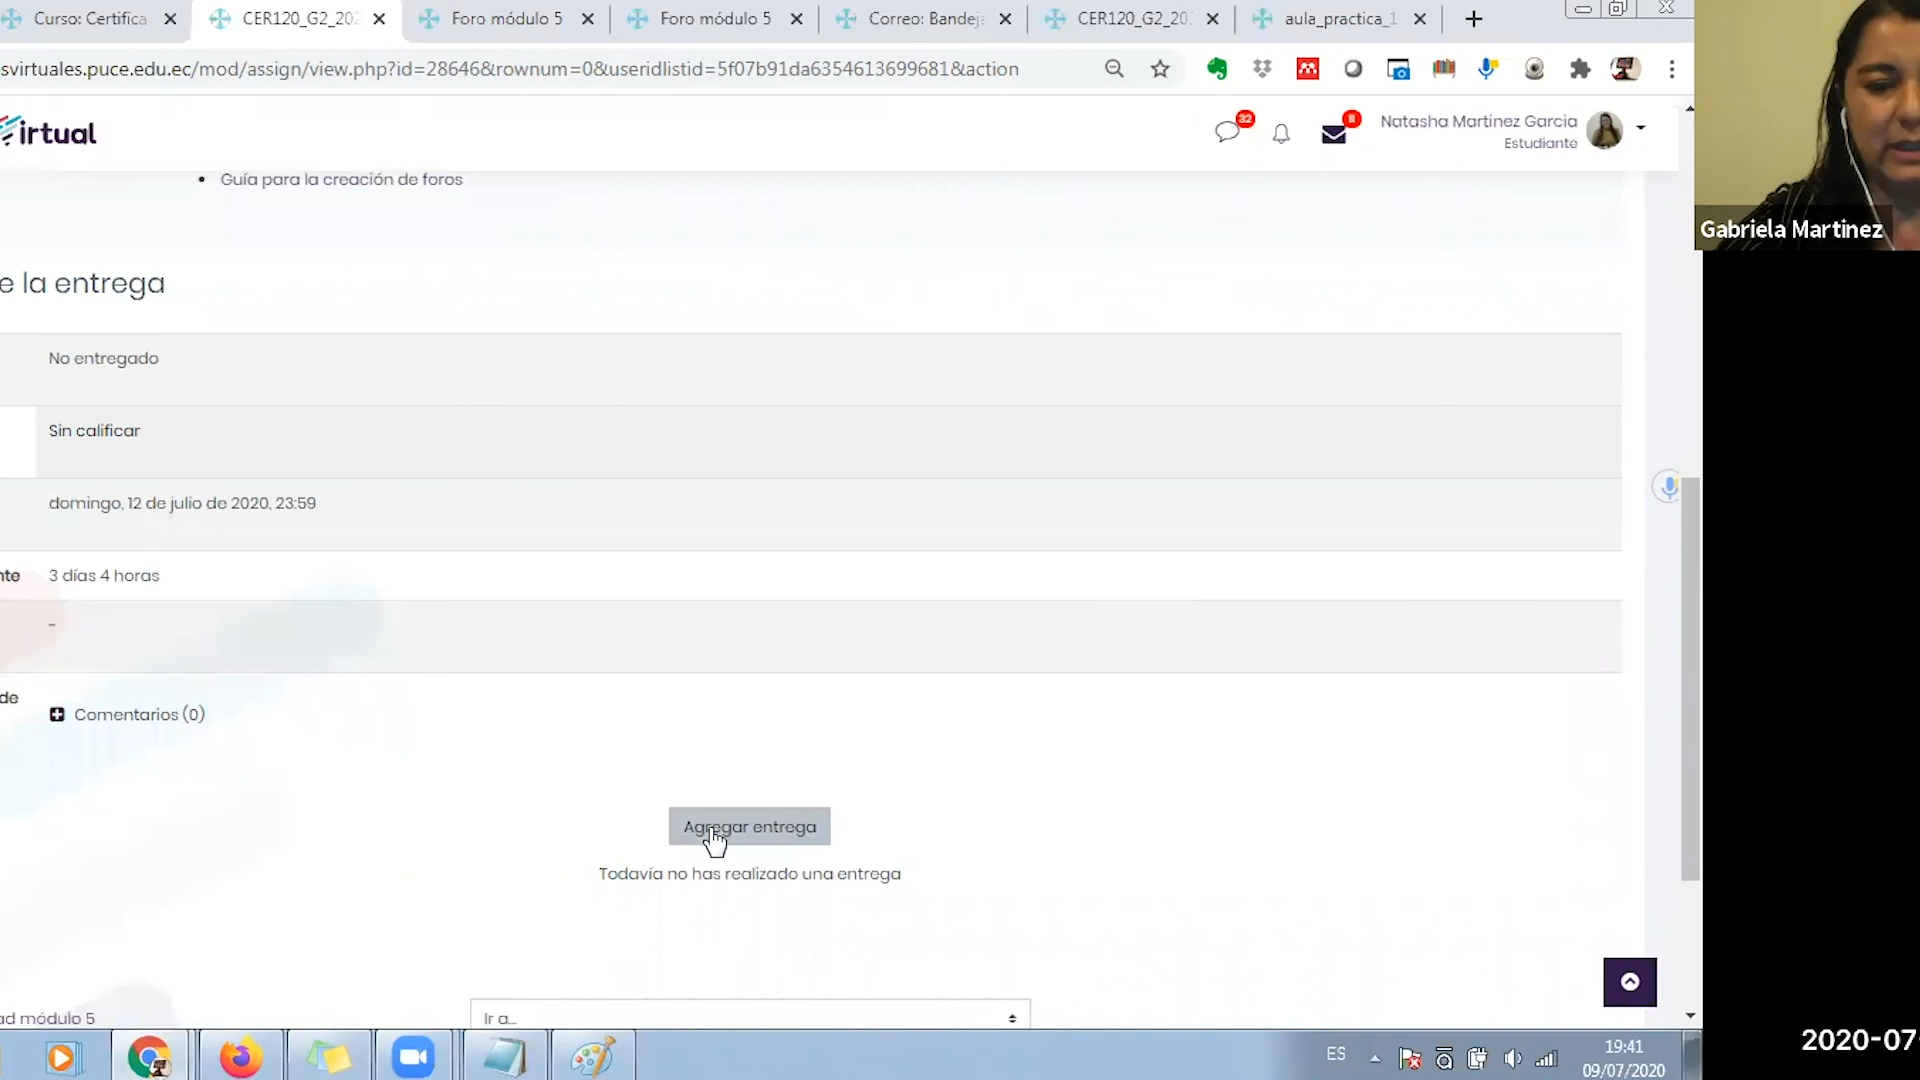 Curso: Certifica
CER120_G2_202
Foro módulo 5
Foro módulo 5
Correo: Bandej
CER120_G2_20
aula_practica_1
svirtuales.puce.edu.ec/mod/assign/view.php?id=28646&rownum=0&useridlistid=5f07b91da6354613699681&action
irtual
32
Natasha Martinez Garcia
Estudiante
Guía para la creación de foros
Gabriela Martinez
e la entrega
No entregado
Sin calificar
domingo, 12 de julio de 2020, 23:59
nte 3 días 4 horas
-
de
Comentarios (0)
Agregar entrega
Todavía no has realizado una entrega
ad módulo 5
Ir a...
ES
19:41
09/07/2020
2020-07-